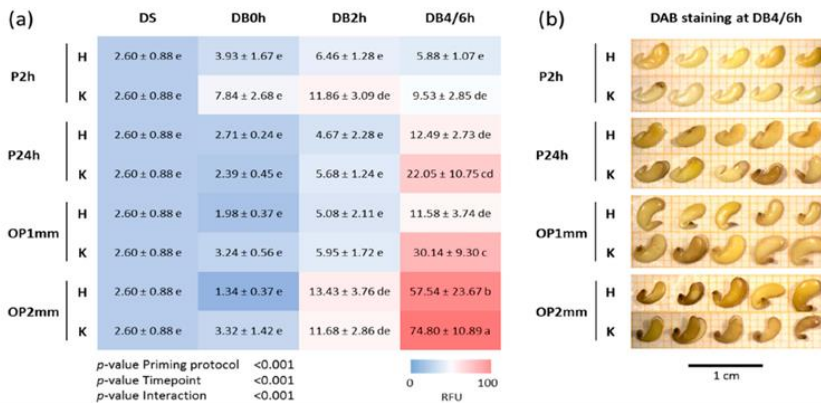 (a)
DS DB0h DB2h DB4/6h
P2h
H 2.60 ± 0.88 e 3.93 ± 1.67 e 6.46 ± 1.28 e 5.88 ± 1.07 e
K 2.60 ± 0.88 e 7.84 ± 2.68 e 11.86 ± 3.09 de 9.53 ± 2.85 de
P24h
H 2.60 ± 0.88 e 2.71 ± 0.24 e 4.67 ± 2.28 e 12.49 ± 2.73 de
K 2.60 ± 0.88 e 2.39 ± 0.45 e 5.68 ± 1.24 e 22.05 ± 10.75 cd
OP1mm
H 2.60 ± 0.88 e 1.98 ± 0.37 e 5.08 ± 2.11 e 11.58 ± 3.74 de
K 2.60 ± 0.88 e 3.24 ± 0.56 e 5.95 ± 1.72 e 30.14 ± 9.30 c
OP2mm
H 2.60 ± 0.88 e 1.34 ± 0.37 e 13.43 ± 3.76 de 57.54 ± 23.67 b
K 2.60 ± 0.88 e 3.32 ± 1.42 e 11.68 ± 2.86 de 74.80 ± 10.89 a
p-value Priming protocol <0.001
p-value Timepoint <0.001
p-value Interaction <0.001
0 100
RFU
(b)
DAB staining at DB4/6h
P2h
H
K
P24h
H
K
OP1mm
H
K
OP2mm
H
K
1 cm